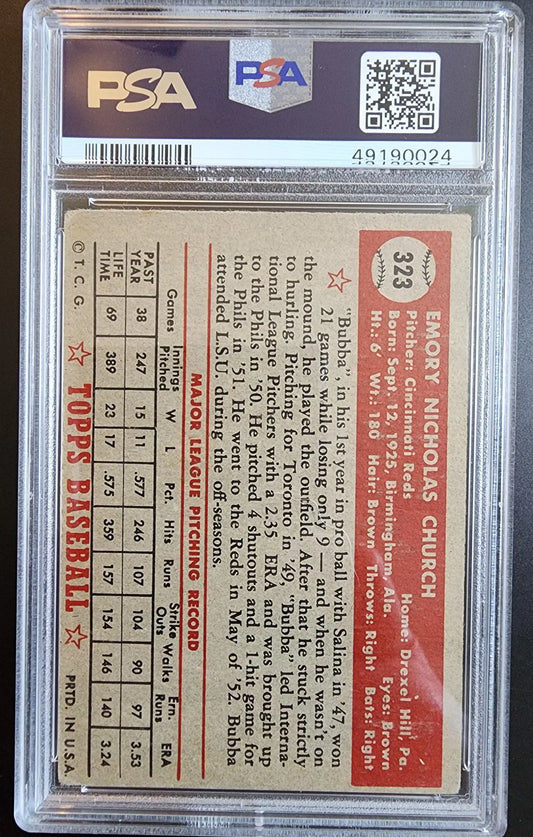 PSA
PSA
49190024
323
EMORY NICHOLAS CHURCH
Pitcher: Cincinnati Reds Home: Drexel Hill, Pa.
Born: Sept. 12, 1925, Birmingham, Ala. Eyes: Brown
Ht.: 6' Wt.: 180 Hair: Brown Throws: Right Bats: Right
"Bubba", in his 1st year in pro ball with Salina in '47, won
21 games while losing only 9 — and when he wasn't on
the mound, he played the outfield. After that he stuck strictly
to hurling. Pitching for Toronto in '49, "Bubba" led Interna-
tional League Pitchers with a 2.35 ERA and was brought up
to the Phils in '50. He pitched 4 shutouts and a 1-hit game for
the Phils in '51. He went to the Reds in May of '52. Bubba
attended L.S.U. during the off-seasons.
MAJOR LEAGUE PITCHING RECORD
Games Innings Pitched W L Pct. Hits Runs Strike Outs Walks Ern. Runs ERA
PAST YEAR 38 247 15 11 .577 246 107 104 90 97 3.53
LIFE TIME 69 389 23 17 .575 359 157 154 146 140 3.24
© T. C. G. TOPPS BASEBALL PRTD. IN U.S.A.